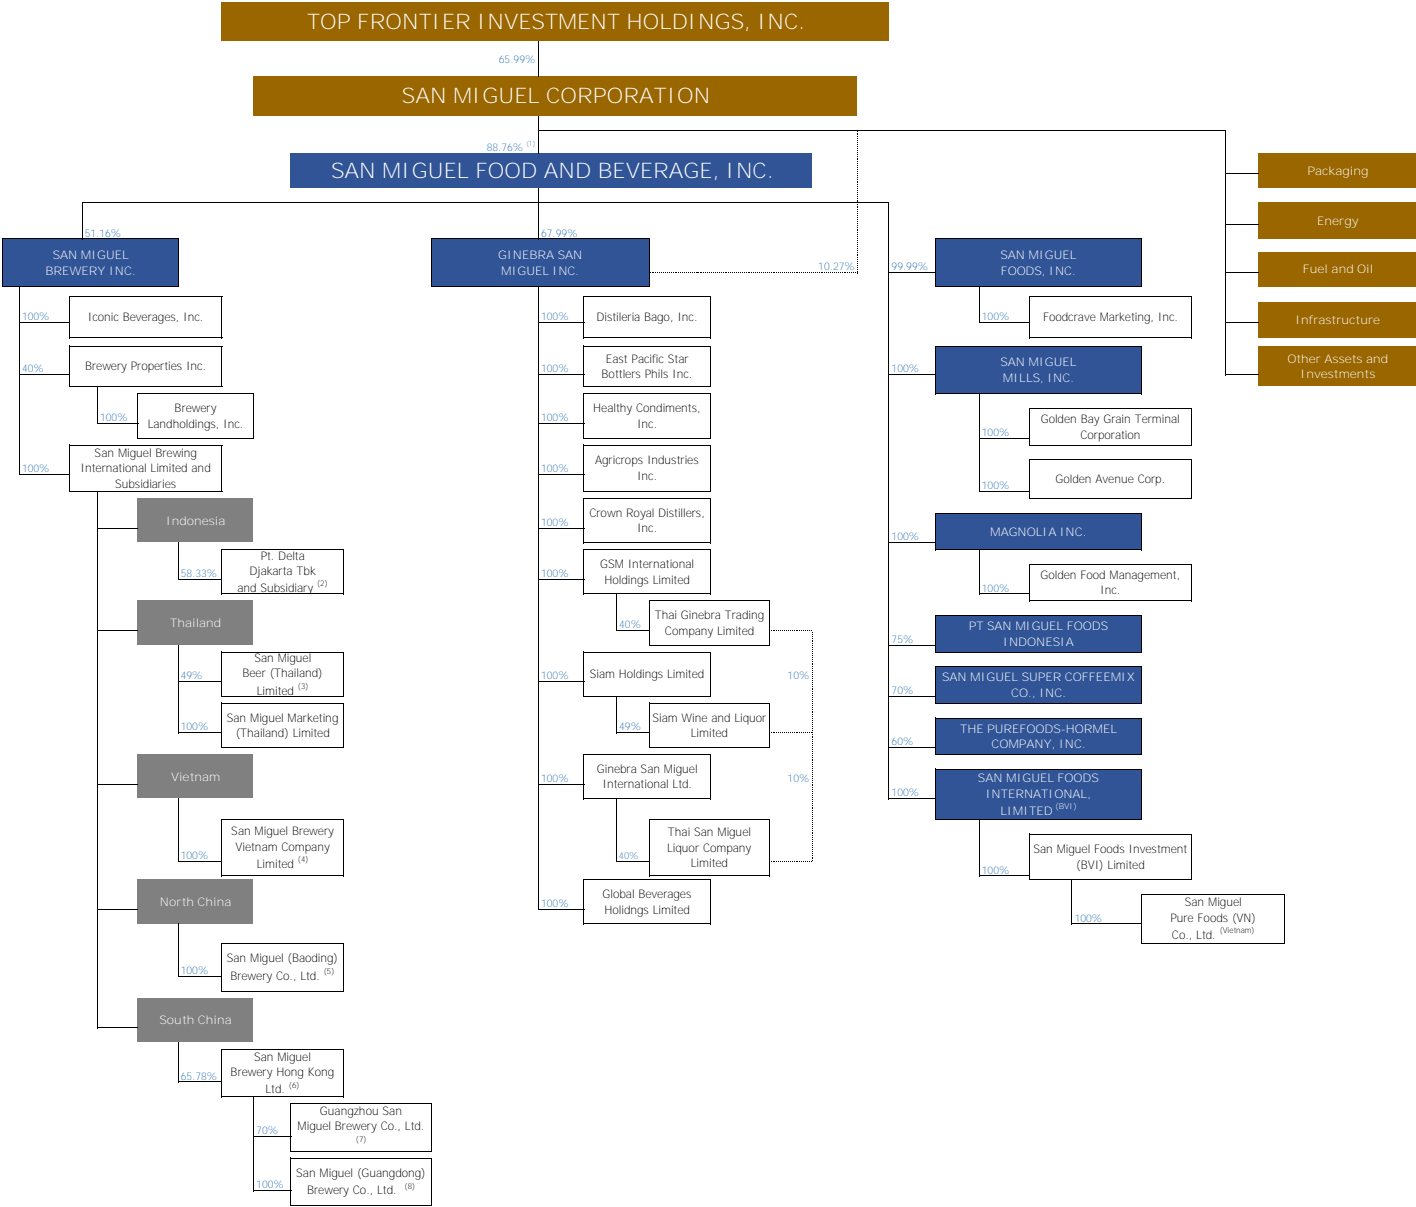 TOP FRONTIER INVESTMENT HOLDINGS, INC.
65.99%
SAN MIGUEL CORPORATION
88.76% (1)
SAN MIGUEL FOOD AND BEVERAGE, INC.
Packaging
Energy
Fuel and Oil
Infrastructure
Other Assets and
Investments
51.16%
SAN MIGUEL
BREWERY INC.
100%
Iconic Beverages, Inc.
40%
Brewery Properties Inc.
100%
Brewery
Landholdings, Inc.
100%
San Miguel Brewing
International Limited and
Subsidiaries
Indonesia
58.33%
Pt. Delta
Djakarta Tbk
and Subsidiary (2)
Thailand
49%
San Miguel
Beer (Thailand)
Limited (3)
100%
San Miguel Marketing
(Thailand) Limited
Vietnam
100%
San Miguel Brewery
Vietnam Company
Limited (4)
North China
100%
San Miguel (Baoding)
Brewery Co., Ltd. (5)
South China
65.78%
San Miguel
Brewery Hong Kong
Ltd. (6)
70%
Guangzhou San
Miguel Brewery Co., Ltd.
(7)
100%
San Miguel (Guangdong)
Brewery Co., Ltd. (8)
67.99%
GINEBRA SAN
MIGUEL INC.
10.27%
100%
Distileria Bago, Inc.
100%
East Pacific Star
Bottlers Phils Inc.
100%
Healthy Condiments,
Inc.
100%
Agricrops Industries
Inc.
100%
Crown Royal Distillers,
Inc.
100%
GSM International
Holdings Limited
40%
Thai Ginebra Trading
Company Limited
100%
Siam Holdings Limited
10%
49%
Siam Wine and Liquor
Limited
100%
Ginebra San Miguel
International Ltd.
10%
40%
Thai San Miguel
Liquor Company
Limited
100%
Global Beverages
Holidngs Limited
99.99%
SAN MIGUEL
FOODS, INC.
100%
Foodcrave Marketing, Inc.
100%
SAN MIGUEL
MILLS, INC.
100%
Golden Bay Grain Terminal
Corporation
100%
Golden Avenue Corp.
100%
MAGNOLIA INC.
100%
Golden Food Management,
Inc.
75%
PT SAN MIGUEL FOODS
INDONESIA
70%
SAN MIGUEL SUPER COFFEEMIX
CO., INC.
60%
THE PUREFOODS-HORMEL
COMPANY, INC.
100%
SAN MIGUEL FOODS
INTERNATIONAL,
LIMITED (BVI)
100%
San Miguel Foods Investment
(BVI) Limited
100%
San Miguel
Pure Foods (VN)
Co., Ltd. (Vietnam)